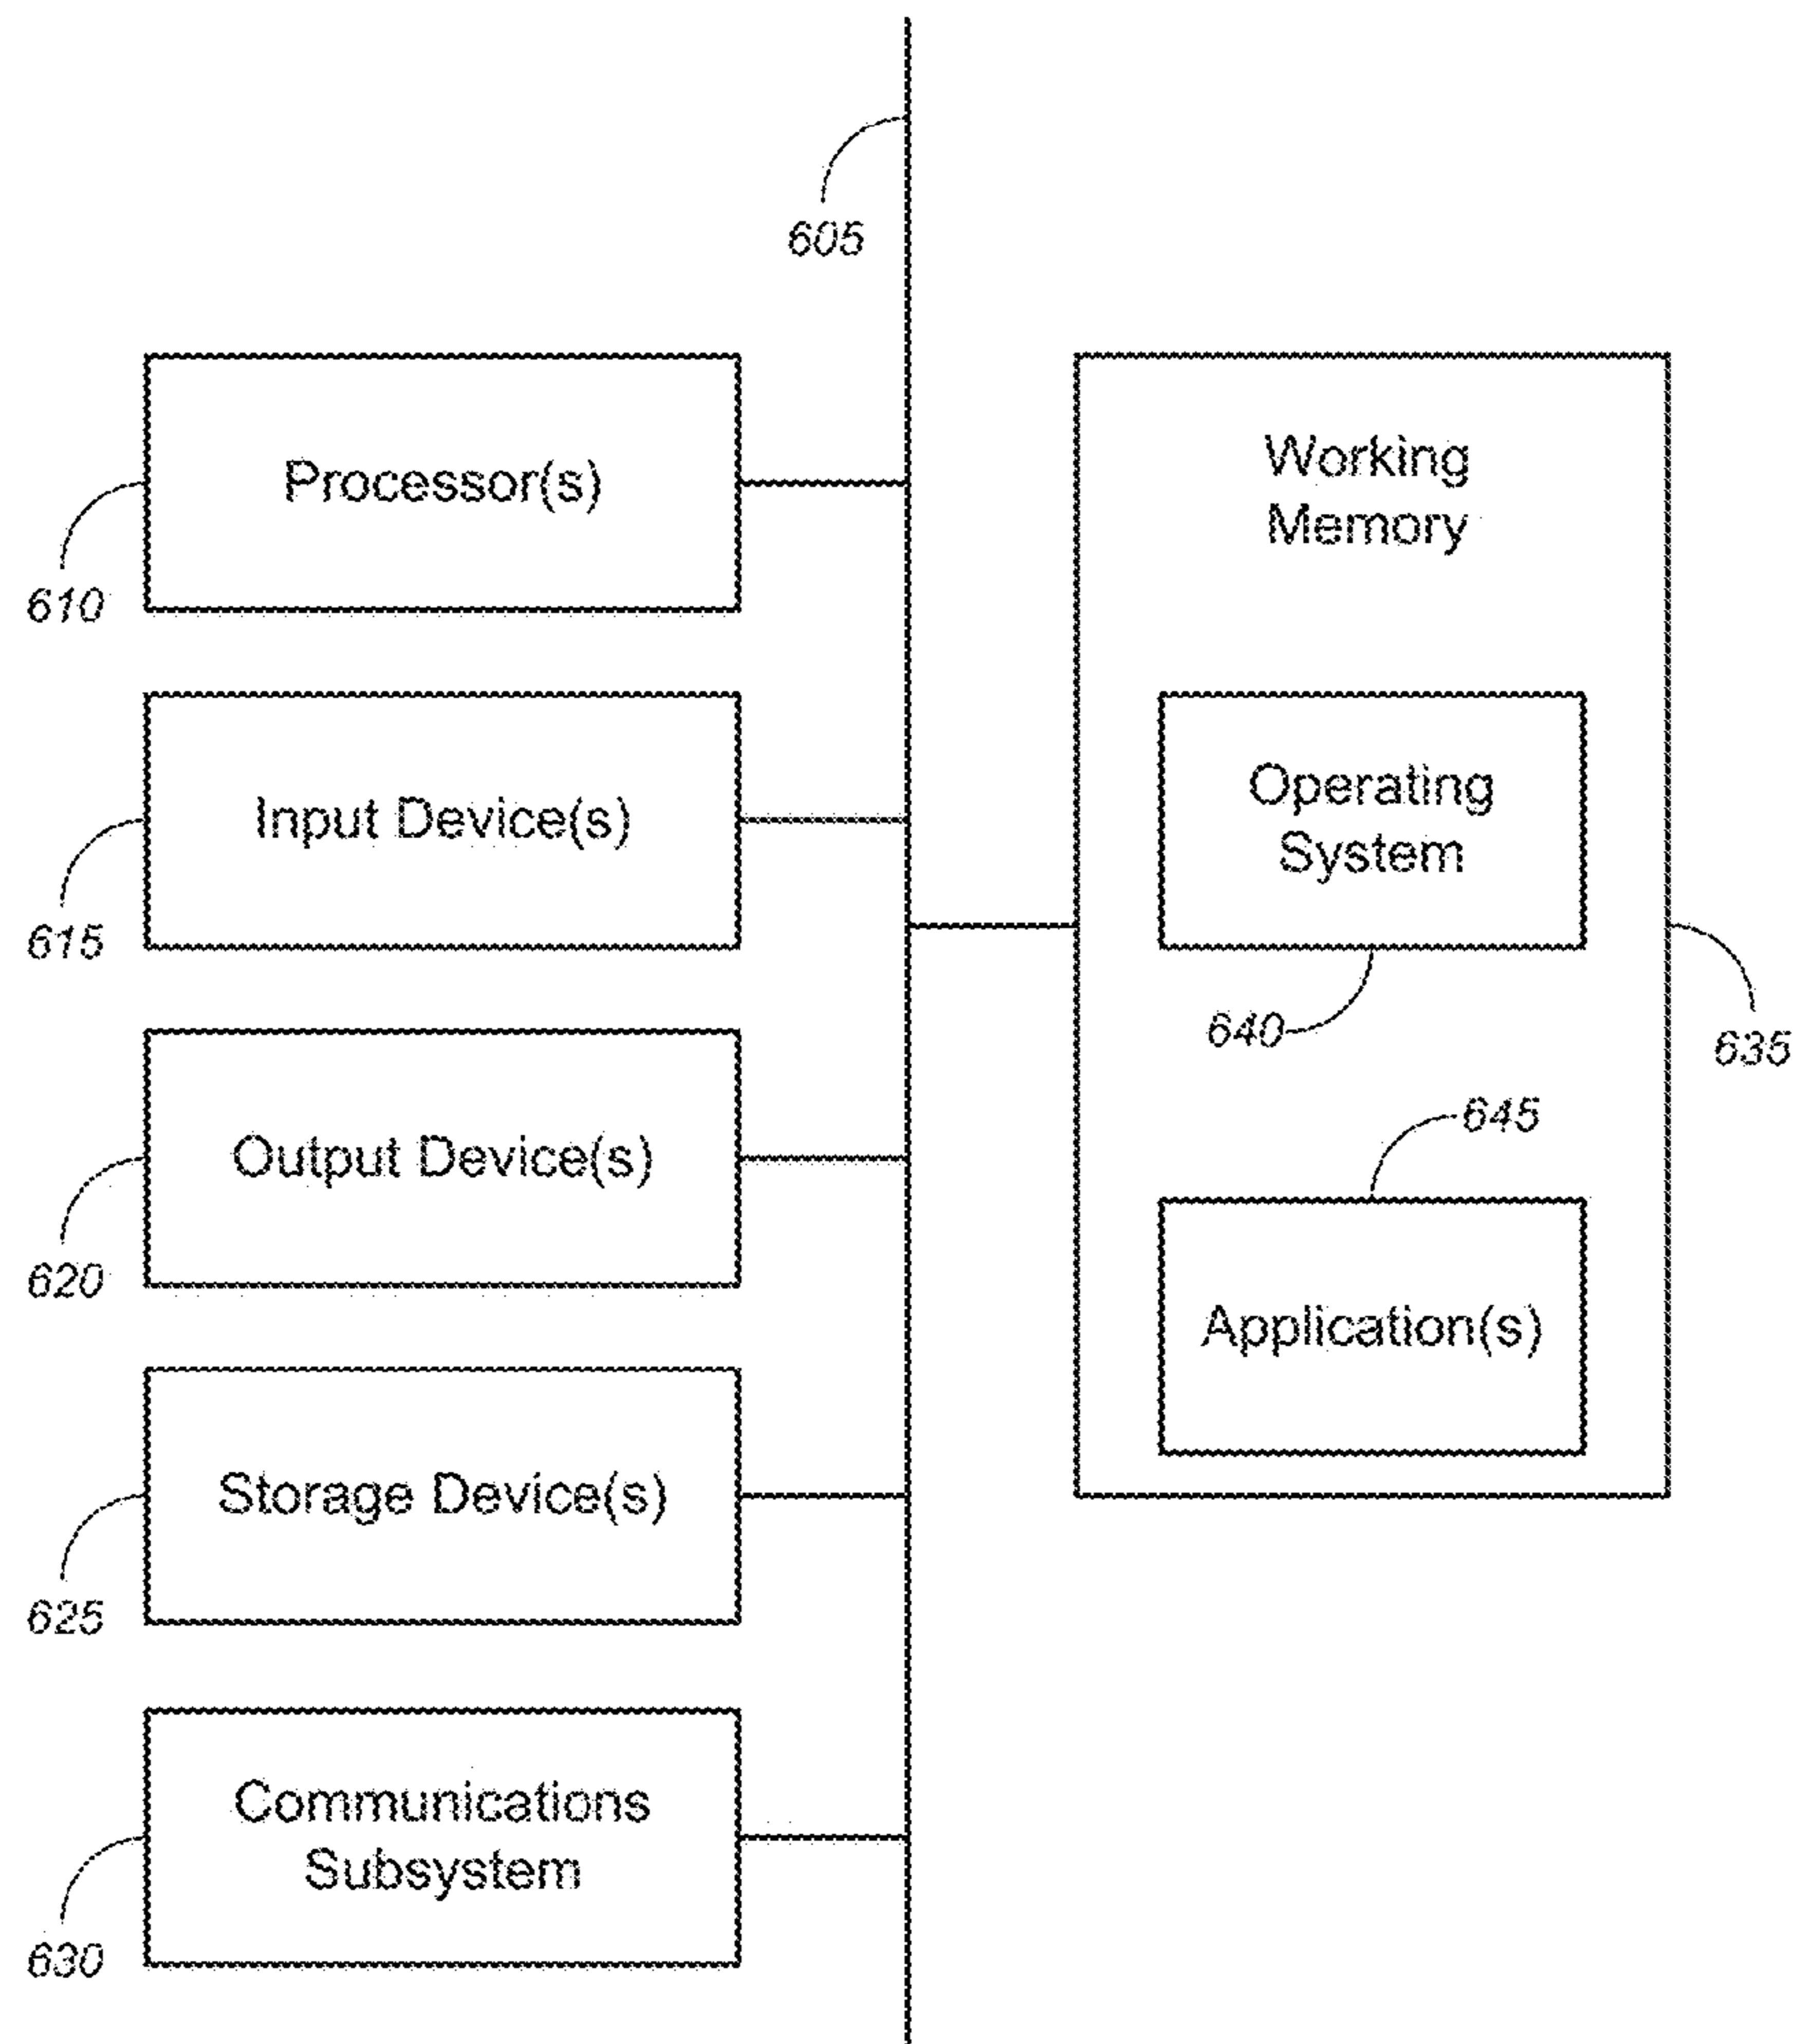 605
Processor(s)
610
Input Device(s)
615
Output Device(s)
620
Storage Device(s)
625
Communications
Subsystem
630
Working
Memory
Operating
System
640
635
645
Application(s)